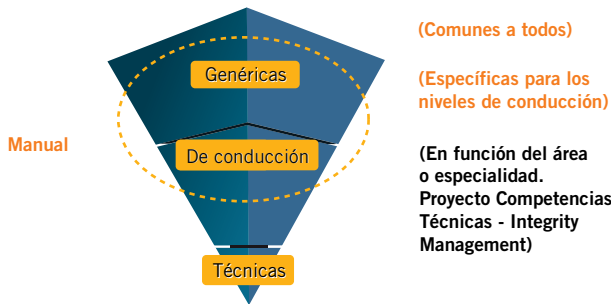 (Comunes a todos)
Genéricas
(Específicas para los
niveles de conducción)
Manual
De conducción
(En función del área
o especialidad.
Proyecto Competencias
Técnicas - Integrity
Management)
Técnicas